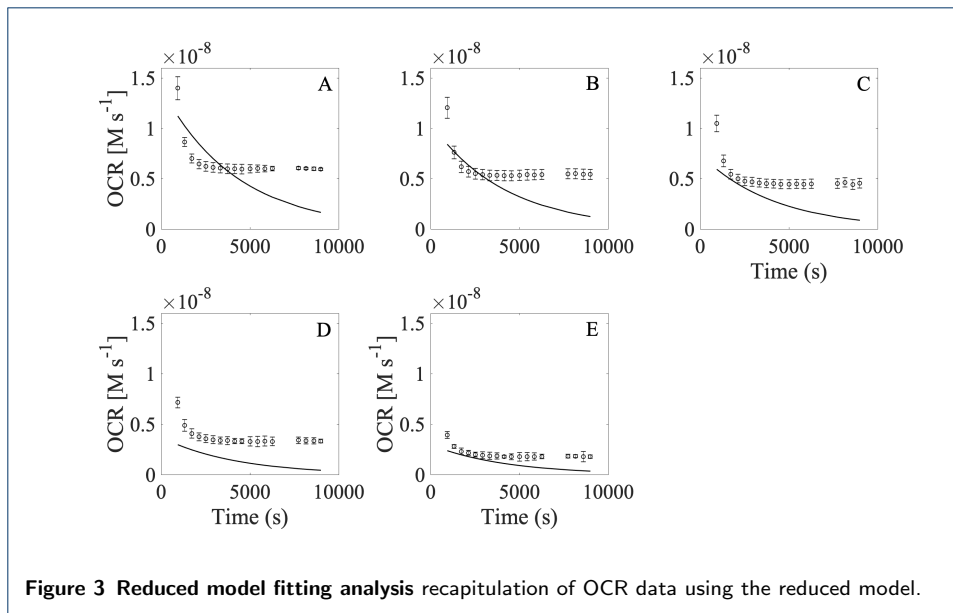 ×10⁻⁸
A
1.5
1
0.5
0
OCR [M s⁻¹]
0 5000 10000
×10⁻⁸
B
1.5
1
0.5
0
0 5000 10000
×10⁻⁸
C
1.5
1
0.5
0
0 5000 10000
Time (s)
×10⁻⁸
D
1.5
1
0.5
0
OCR [M s⁻¹]
0 5000 10000
Time (s)
×10⁻⁸
E
1.5
1
0.5
0
OCR [M s⁻¹]
0 5000 10000
Time (s)
Figure 3 Reduced model fitting analysis recapitulation of OCR data using the reduced model.